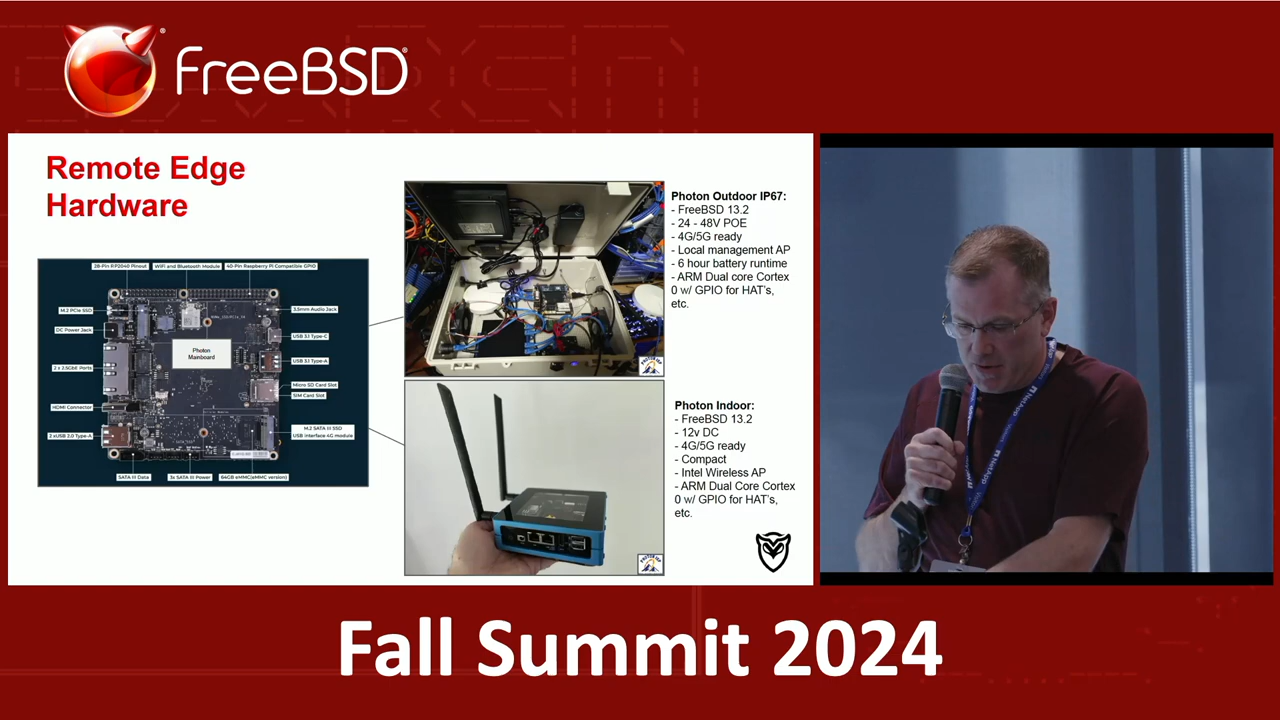 FreeBSD®
Remote Edge
Hardware
28-Pin RP2040 Pinout
WiFi and Bluetooth Module
40-Pin Raspberry Pi Compatible GPIO
M.2 PCIe SSD
DC Power Jack
2 x 2.5GbE Ports
HDMI Connector
2 xUSB 2.0 Type-A
3.5mm Audio Jack
USB 3.1 Type-C
USB 3.1 Type-A
Micro SD Card Slot
SIM Card Slot
M.2 SATA III SSD
USB interface 4G module
Photon
Mainboard
SATA III Data
3x SATA III Power
64GB eMMC(eMMC version)
Photon Outdoor IP67:
- FreeBSD 13.2
- 24 - 48V POE
- 4G/5G ready
- Local management AP
- 6 hour battery runtime
- ARM Dual core Cortex
0 w/ GPIO for HAT's,
etc.
Photon Indoor:
- FreeBSD 13.2
- 12v DC
- 4G/5G ready
- Compact
- Intel Wireless AP
- ARM Dual Core Cortex
0 w/ GPIO for HAT's,
etc.
NetApp
NetApp
Fall Summit 2024